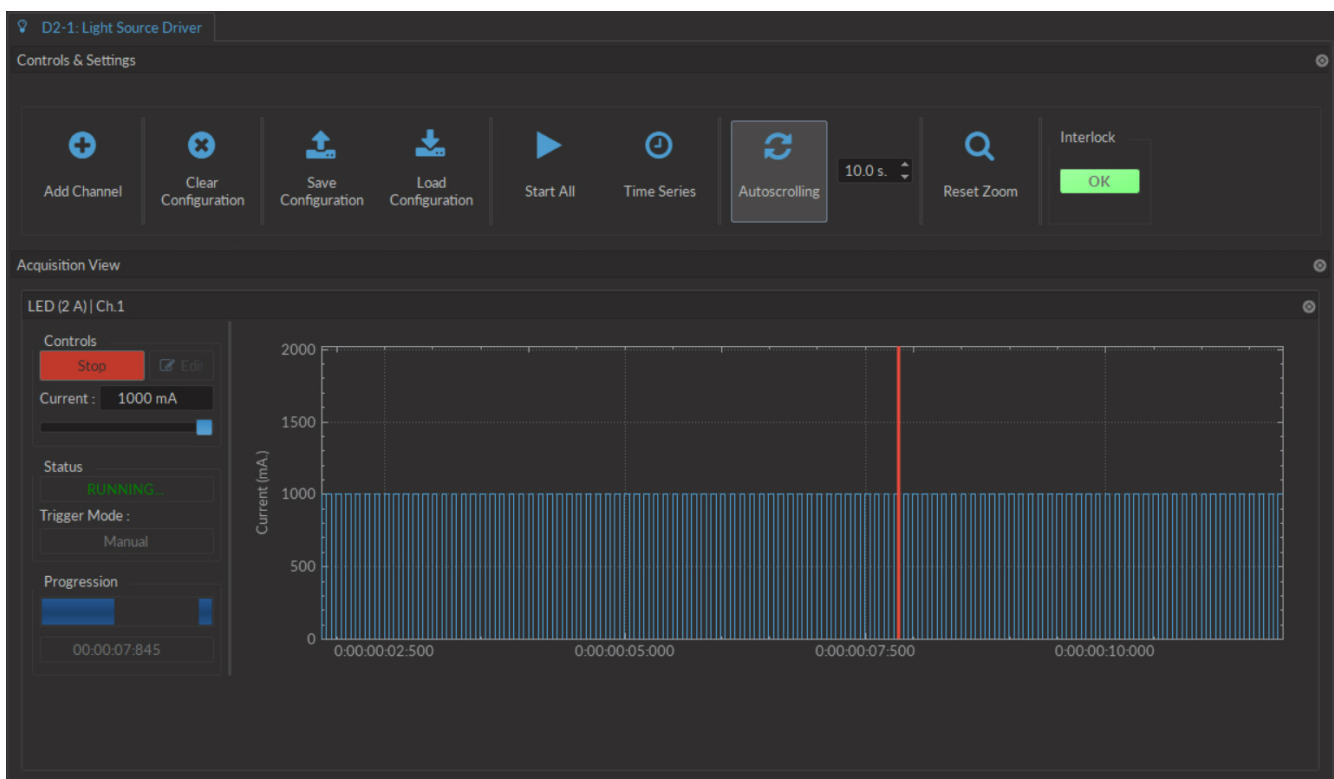 D2-1: Light Source Driver
Controls & Settings
Add Channel
Clear
Configuration
Save
Configuration
Load
Configuration
Start All
Time Series
Autoscrolling
10.0 s.
Reset Zoom
Interlock
OK
Acquisition View
LED (2 A) | Ch.1
Controls
Stop
Edit
Current :
1000 mA
Status
RUNNING...
Trigger Mode :
Manual
Progression
00:00:07:845
Current (mA.)
2000
1500
1000
500
0
0:00:00:02:500
0:00:00:05:000
0:00:00:07:500
0:00:00:10:000